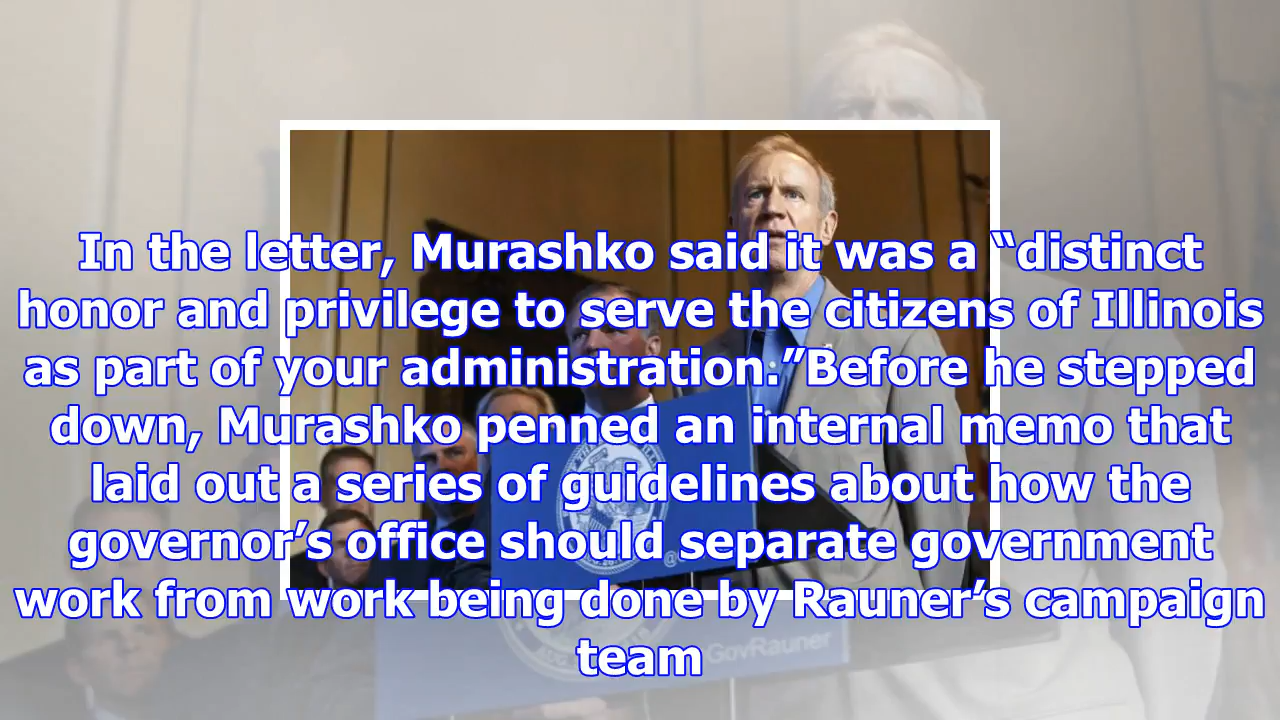 In the letter, Murashko said it was a “distinct
honor and privilege to serve the citizens of Illinois
as part of your administration.”Before he stepped
down, Murashko penned an internal memo that
laid out a series of guidelines about how the
governor’s office should separate government
work from work being done by Rauner’s campaign
team
GovRauner